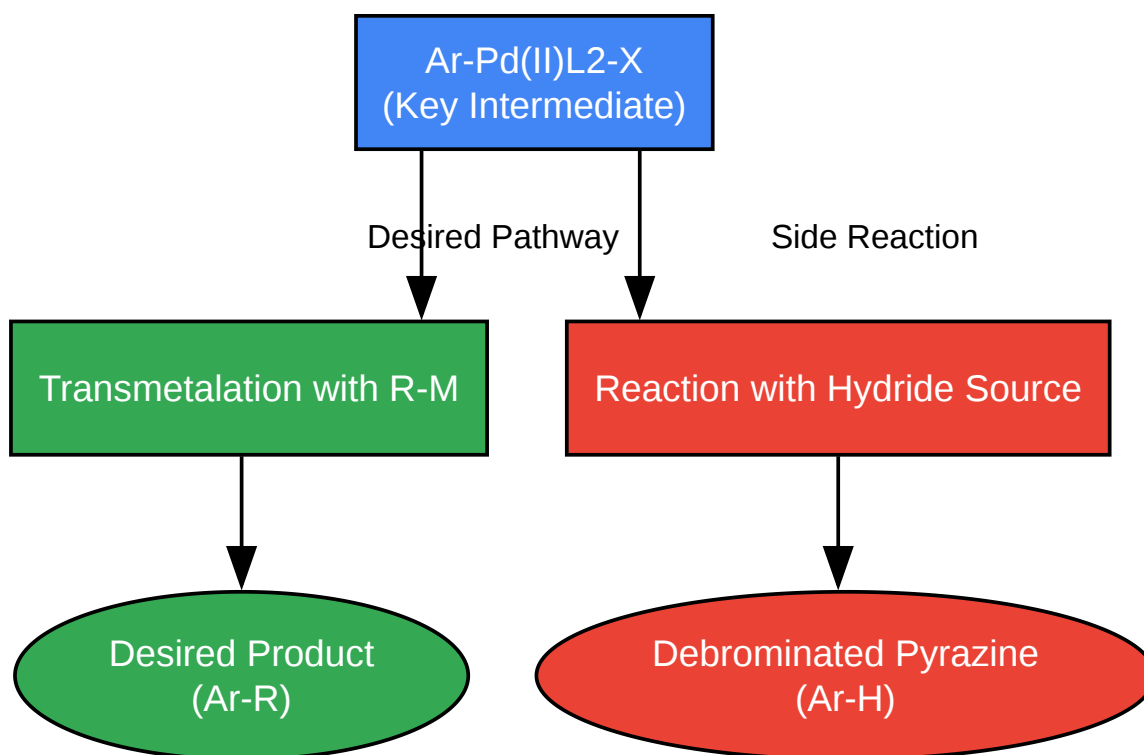 Ar-Pd(II)L2-X
(Key Intermediate)
Desired Pathway
Side Reaction
Transmetalation with R-M
Reaction with Hydride Source
Desired Product
(Ar-R)
Debrominated Pyrazine
(Ar-H)